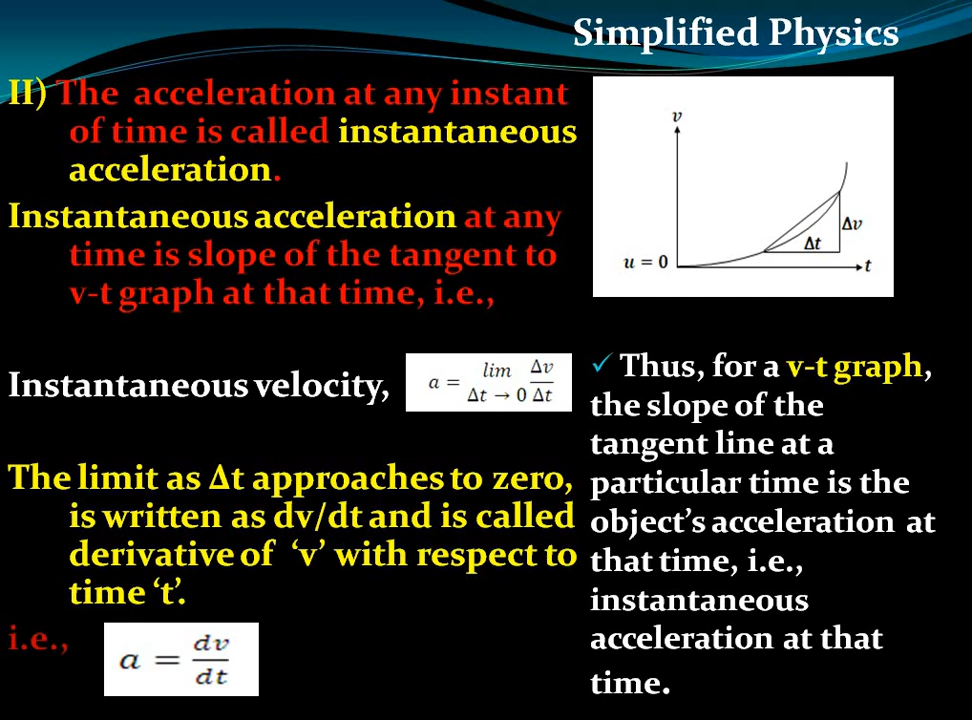 Simplified Physics
II) The acceleration at any instant
of time is called instantaneous
acceleration.
Instantaneous acceleration at any
time is slope of the tangent to
v-t graph at that time, i.e.,
Instantaneous velocity,
a = lim Δv
Δt → 0 Δt
The limit as Δt approaches to zero,
is written as dv/dt and is called
derivative of ‘v’ with respect to
time ‘t’.
i.e.,
a = dv
dt
v
Δv
Δt
u = 0
t
✓ Thus, for a v-t graph,
the slope of the
tangent line at a
particular time is the
object’s acceleration at
that time, i.e.,
instantaneous
acceleration at that
time.